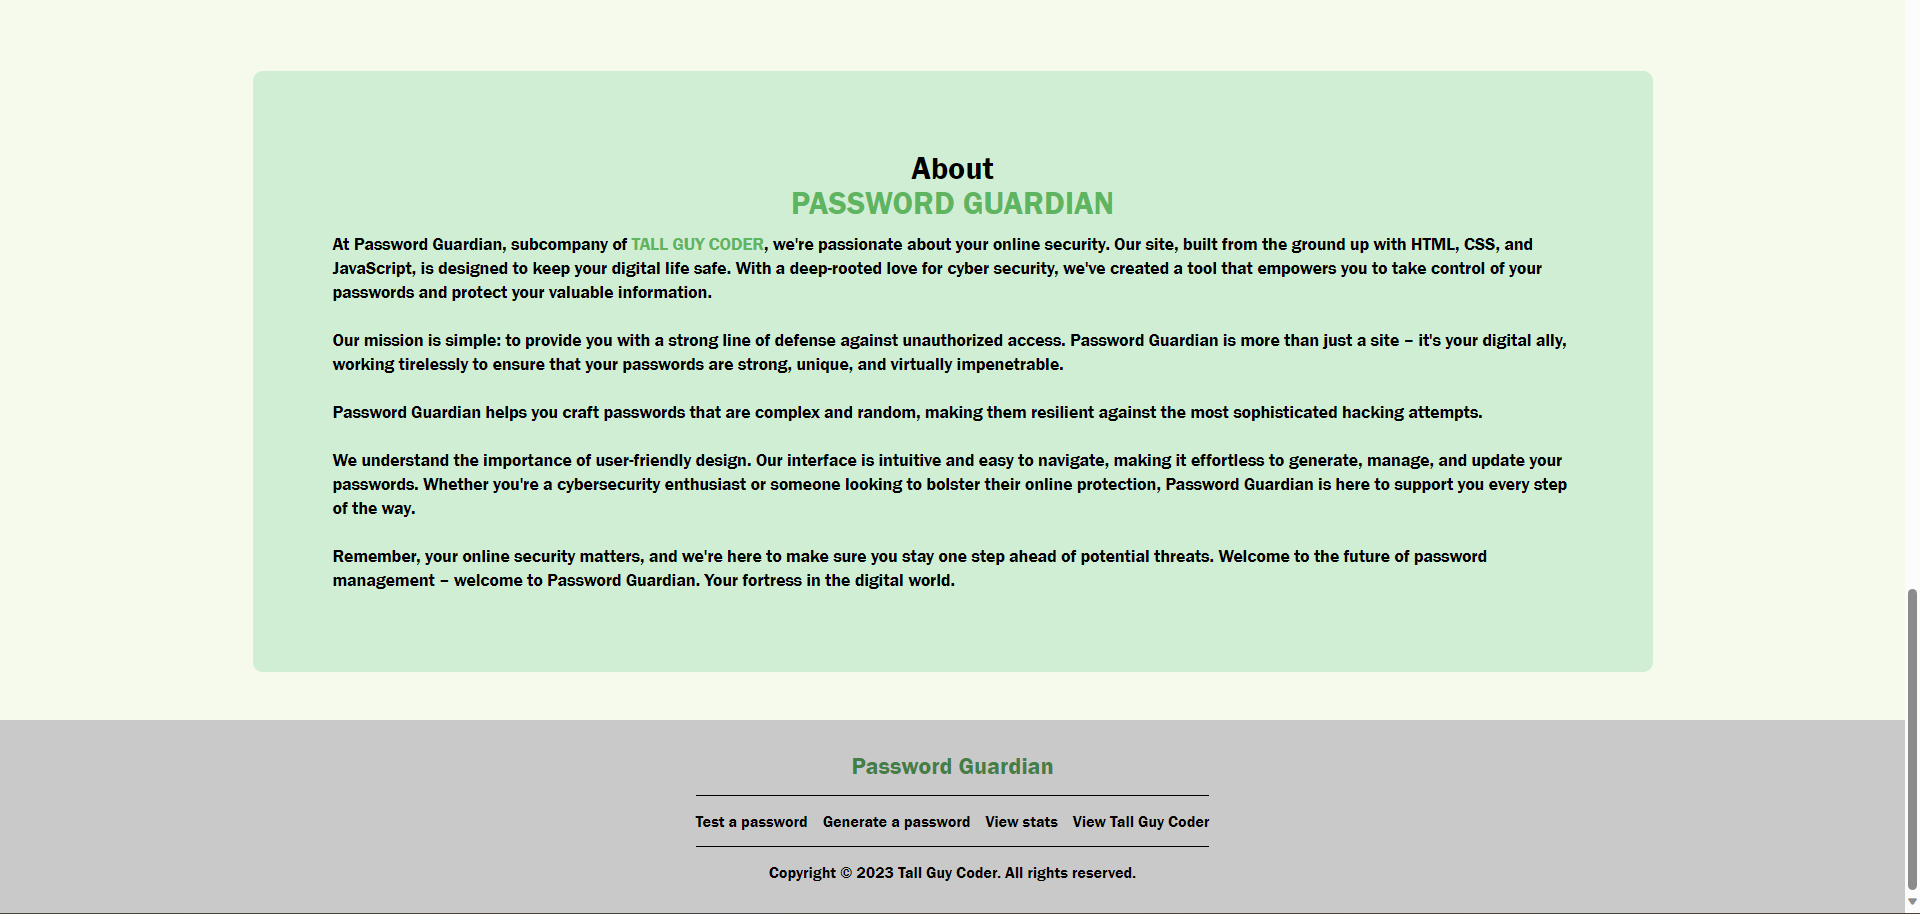 About
PASSWORD GUARDIAN
At Password Guardian, subcompany of TALL GUY CODER, we're passionate about your online security. Our site, built from the ground up with HTML, CSS, and
JavaScript, is designed to keep your digital life safe. With a deep-rooted love for cyber security, we've created a tool that empowers you to take control of your
passwords and protect your valuable information.
Our mission is simple: to provide you with a strong line of defense against unauthorized access. Password Guardian is more than just a site – it's your digital ally,
working tirelessly to ensure that your passwords are strong, unique, and virtually impenetrable.
Password Guardian helps you craft passwords that are complex and random, making them resilient against the most sophisticated hacking attempts.
We understand the importance of user-friendly design. Our interface is intuitive and easy to navigate, making it effortless to generate, manage, and update your
passwords. Whether you're a cybersecurity enthusiast or someone looking to bolster their online protection, Password Guardian is here to support you every step
of the way.
Remember, your online security matters, and we're here to make sure you stay one step ahead of potential threats. Welcome to the future of password
management – welcome to Password Guardian. Your fortress in the digital world.
Password Guardian
Test a password Generate a password View stats View Tall Guy Coder
Copyright © 2023 Tall Guy Coder. All rights reserved.